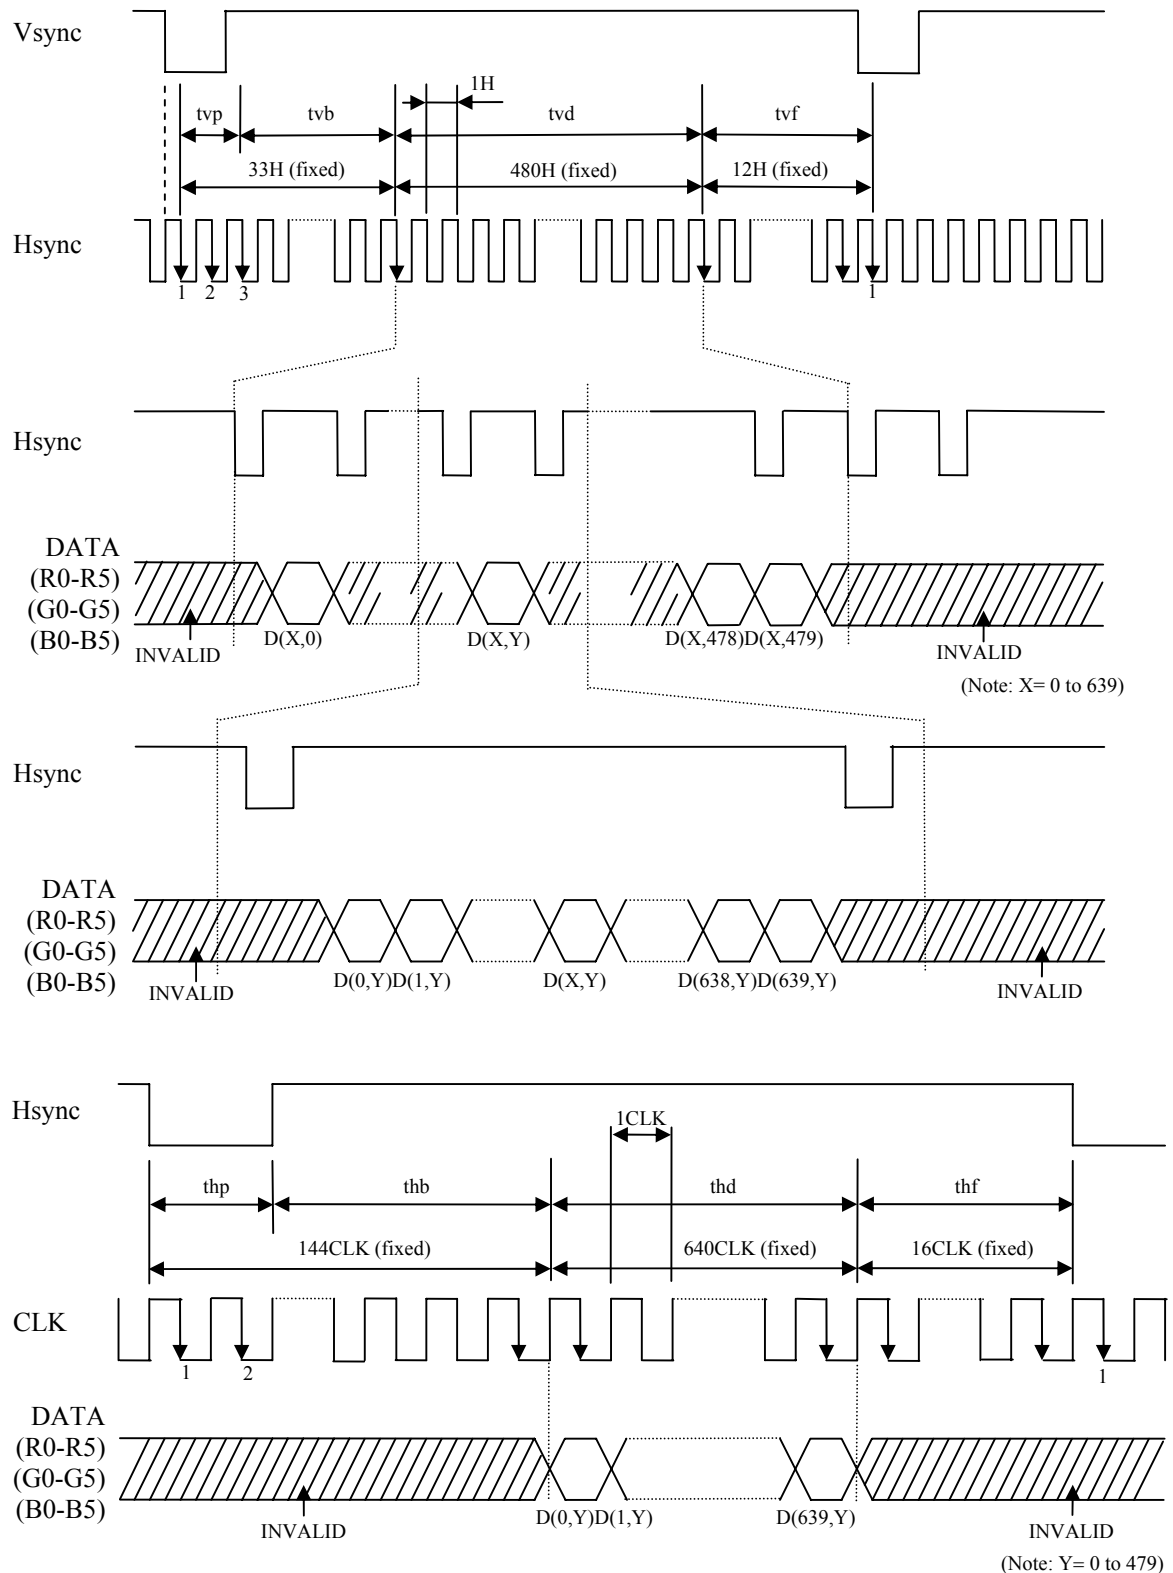 Vsync
1H
tvp
tvb
tvd
tvf
33H (fixed)
480H (fixed)
12H (fixed)
Hsync
1
2
3
1
Hsync
DATA
(R0-R5)
(G0-G5)
(B0-B5)
INVALID
D(X,0)
D(X,Y)
D(X,478)D(X,479)
INVALID
(Note: X= 0 to 639)
Hsync
DATA
(R0-R5)
(G0-G5)
(B0-B5)
INVALID
D(0,Y)D(1,Y)
D(X,Y)
D(638,Y)D(639,Y)
INVALID
Hsync
1CLK
thp
thb
thd
thf
144CLK (fixed)
640CLK (fixed)
16CLK (fixed)
CLK
1
2
1
DATA
(R0-R5)
(G0-G5)
(B0-B5)
INVALID
D(0,Y)D(1,Y)
D(639,Y)
INVALID
(Note: Y= 0 to 479)